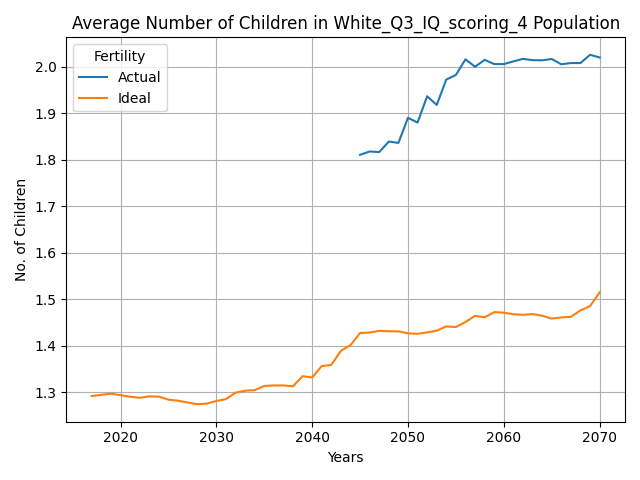 Average Number of Children in White_Q3_IQ_scoring_4 Population
Fertility
Actual
Ideal
No. of Children
2.0
1.9
1.8
1.7
1.6
1.5
1.4
1.3
2020 2030 2040 2050 2060 2070
Years